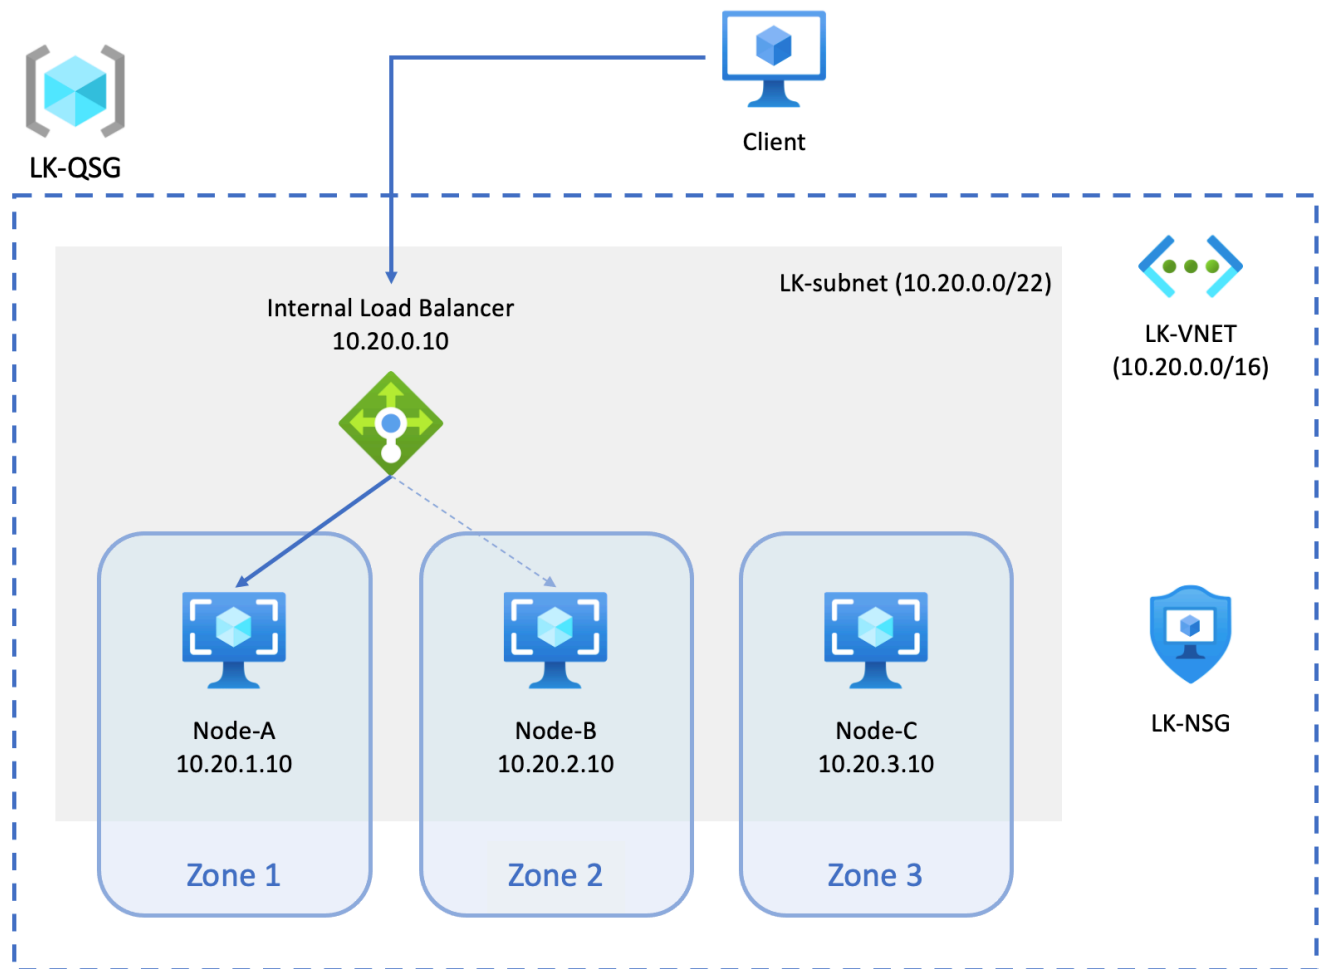 Client
LK-QSG
LK-subnet (10.20.0.0/22)
Internal Load Balancer
10.20.0.10
LK-VNET
(10.20.0.0/16)
Node-A
10.20.1.10
Node-B
10.20.2.10
Node-C
10.20.3.10
LK-NSG
Zone 1
Zone 2
Zone 3